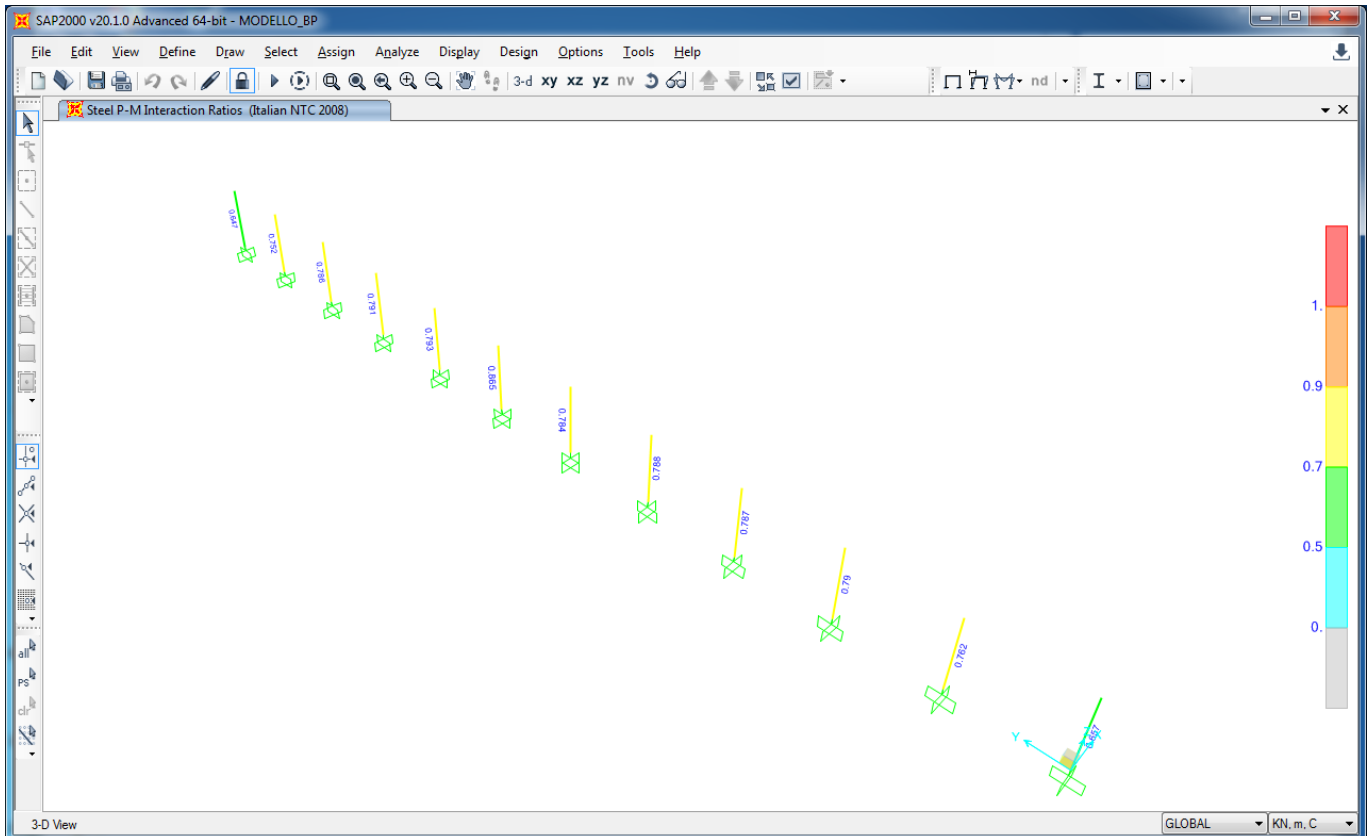 SAP2000 v20.1.0 Advanced 64-bit - MODELLO_BP
File Edit View Define Draw Select Assign Analyze Display Design Options Tools Help
3-d xy xz yz nv nd
Steel P-M Interaction Ratios (Italian NTC 2008)
0.647
0.752
0.786
0.791
0.793
0.865
0.784
0.788
0.787
0.79
0.762
Y
1.
0.9
0.7
0.5
0.
all
PS
clr
3-D View
GLOBAL
KN, m, C